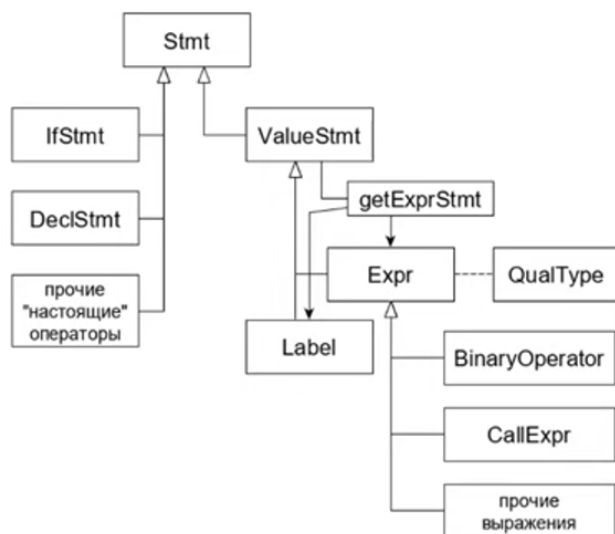 Stmt
IfStmt
ValueStmt
DeclStmt
getExprStmt
прочие
"настоящие"
операторы
Expr
QualType
Label
BinaryOperator
CallExpr
прочие
выражения